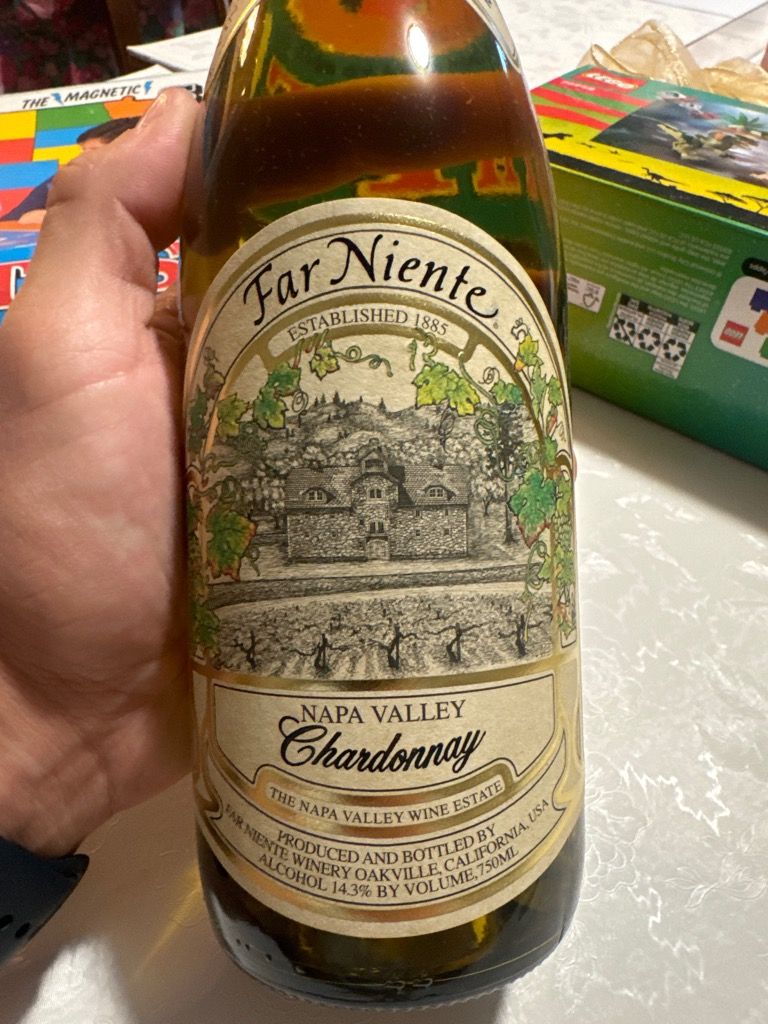 THE MAGNETIC
LEGO
Far Niente
ESTABLISHED 1885
NAPA VALLEY
Chardonnay
THE NAPA VALLEY WINE ESTATE
PRODUCED AND BOTTLED BY
FAR NIENTE WINERY OAKVILLE, CALIFORNIA, USA
ALCOHOL 14.3% BY VOLUME, 750ML
LEGO